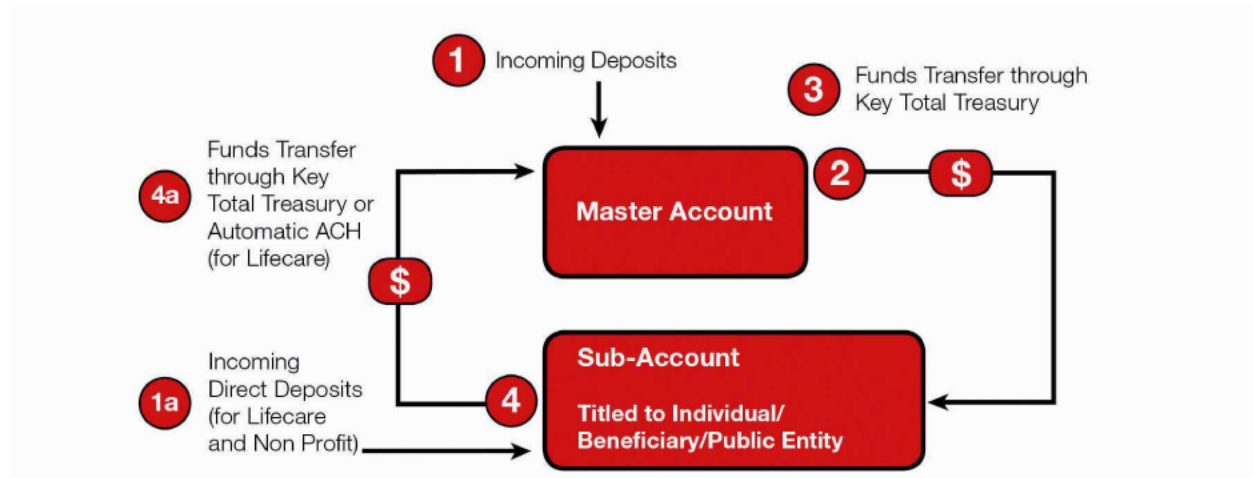 1
Incoming Deposits
3
Funds Transfer through
Key Total Treasury
4a
Funds Transfer
through Key
Total Treasury or
Automatic ACH
(for Lifecare)
Master Account
2
$
$
1a
Incoming
Direct Deposits
(for Lifecare
and Non Profit)
4
Sub-Account
Titled to Individual/
Beneficiary/Public Entity